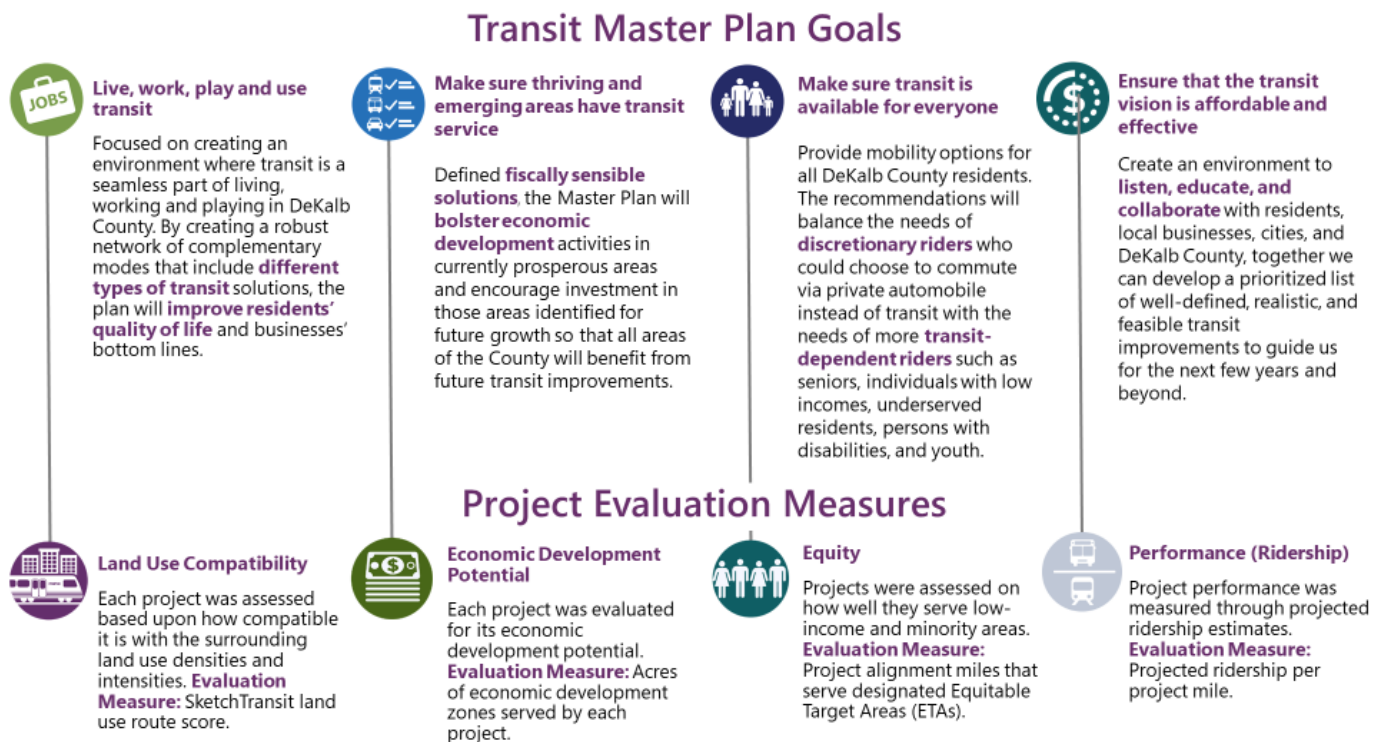 Transit Master Plan Goals
JOBS
Live, work, play and use
transit
Focused on creating an
environment where transit is a
seamless part of living,
working and playing in DeKalb
County. By creating a robust
network of complementary
modes that include different
types of transit solutions, the
plan will improve residents'
quality of life and businesses'
bottom lines.
Make sure thriving and
emerging areas have transit
service
Defined fiscally sensible
solutions, the Master Plan will
bolster economic
development activities in
currently prosperous areas
and encourage investment in
those areas identified for
future growth so that all areas
of the County will benefit from
future transit improvements.
Make sure transit is
available for everyone
Provide mobility options for
all DeKalb County residents.
The recommendations will
balance the needs of
discretionary riders who
could choose to commute
via private automobile
instead of transit with the
needs of more transit-
dependent riders such as
seniors, individuals with low
incomes, underserved
residents, persons with
disabilities, and youth.
$
Ensure that the transit
vision is affordable and
effective
Create an environment to
listen, educate, and
collaborate with residents,
local businesses, cities, and
DeKalb County, together we
can develop a prioritized list
of well-defined, realistic, and
feasible transit
improvements to guide us
for the next few years and
beyond.
Project Evaluation Measures
Land Use Compatibility
Each project was assessed
based upon how compatible
it is with the surrounding
land use densities and
intensities. Evaluation
Measure: SketchTransit land
use route score.
$
Economic Development
Potential
Each project was evaluated
for its economic
development potential.
Evaluation Measure: Acres
of economic development
zones served by each
project.
Equity
Projects were assessed on
how well they serve low-
income and minority areas.
Evaluation Measure:
Project alignment miles that
serve designated Equitable
Target Areas (ETAs).
Performance (Ridership)
Project performance was
measured through projected
ridership estimates.
Evaluation Measure:
Projected ridership per
project mile.